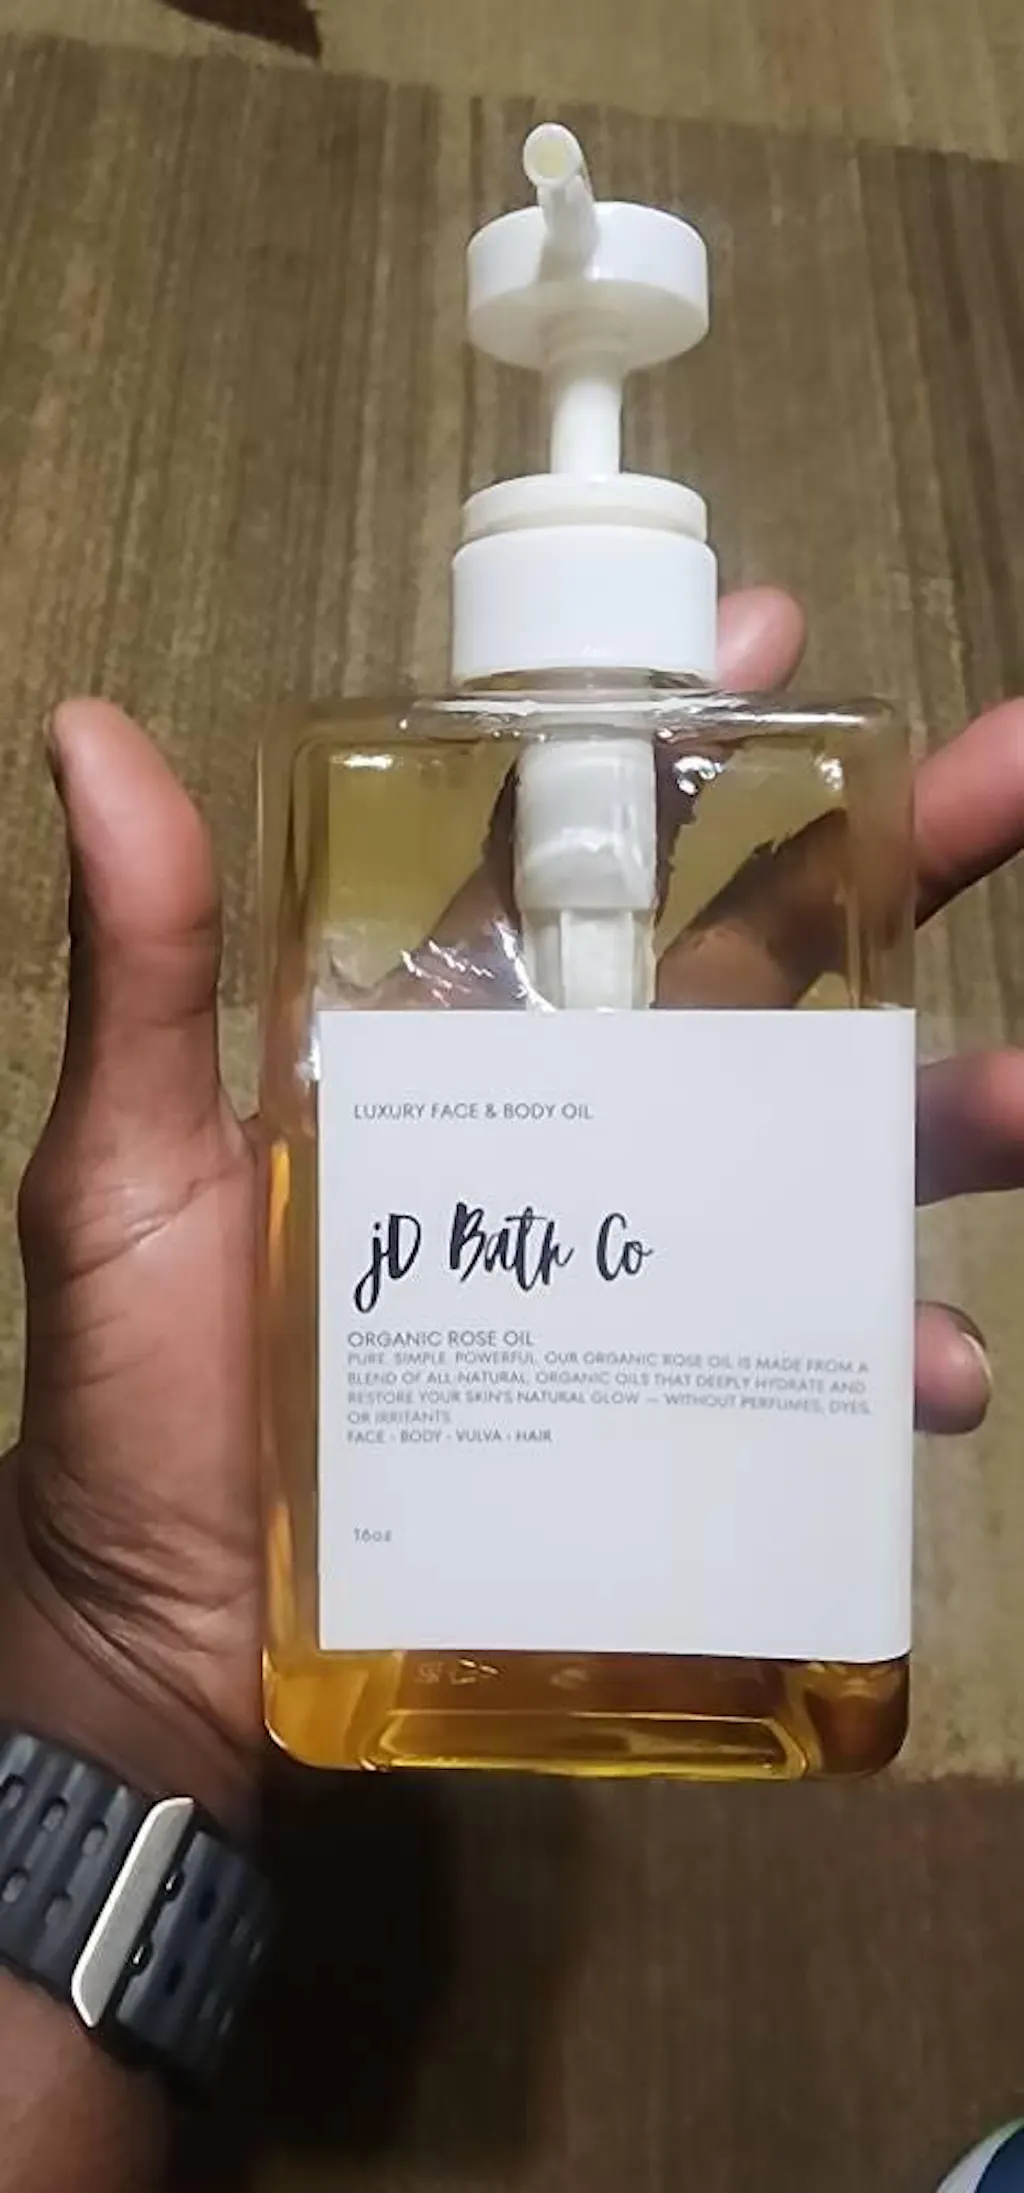 LUXURY FACE & BODY OIL
jD Bath Co
ORGANIC ROSE OIL
PURE. SIMPLE. POWERFUL. OUR ORGANIC ROSE OIL IS MADE FROM A
BLEND OF ALL-NATURAL, ORGANIC OILS THAT DEEPLY HYDRATE AND
RESTORE YOUR SKIN'S NATURAL GLOW — WITHOUT PERFUMES, DYES,
OR IRRITANTS.
FACE - BODY - VULVA - HAIR
16oz